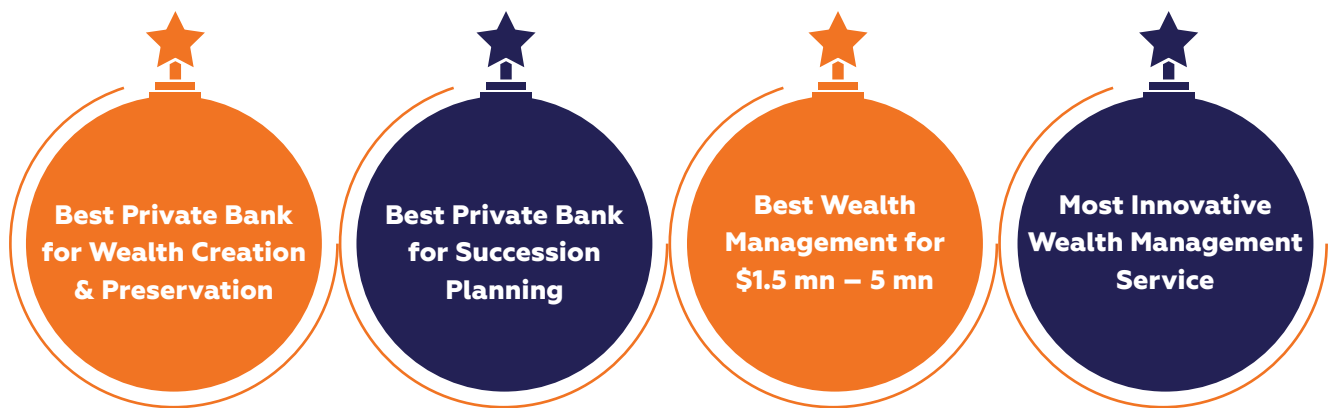 Best Private Bank
for Wealth Creation
& Preservation
Best Private Bank
for Succession
Planning
Best Wealth
Management for
$1.5 mn – 5 mn
Most Innovative
Wealth Management
Service